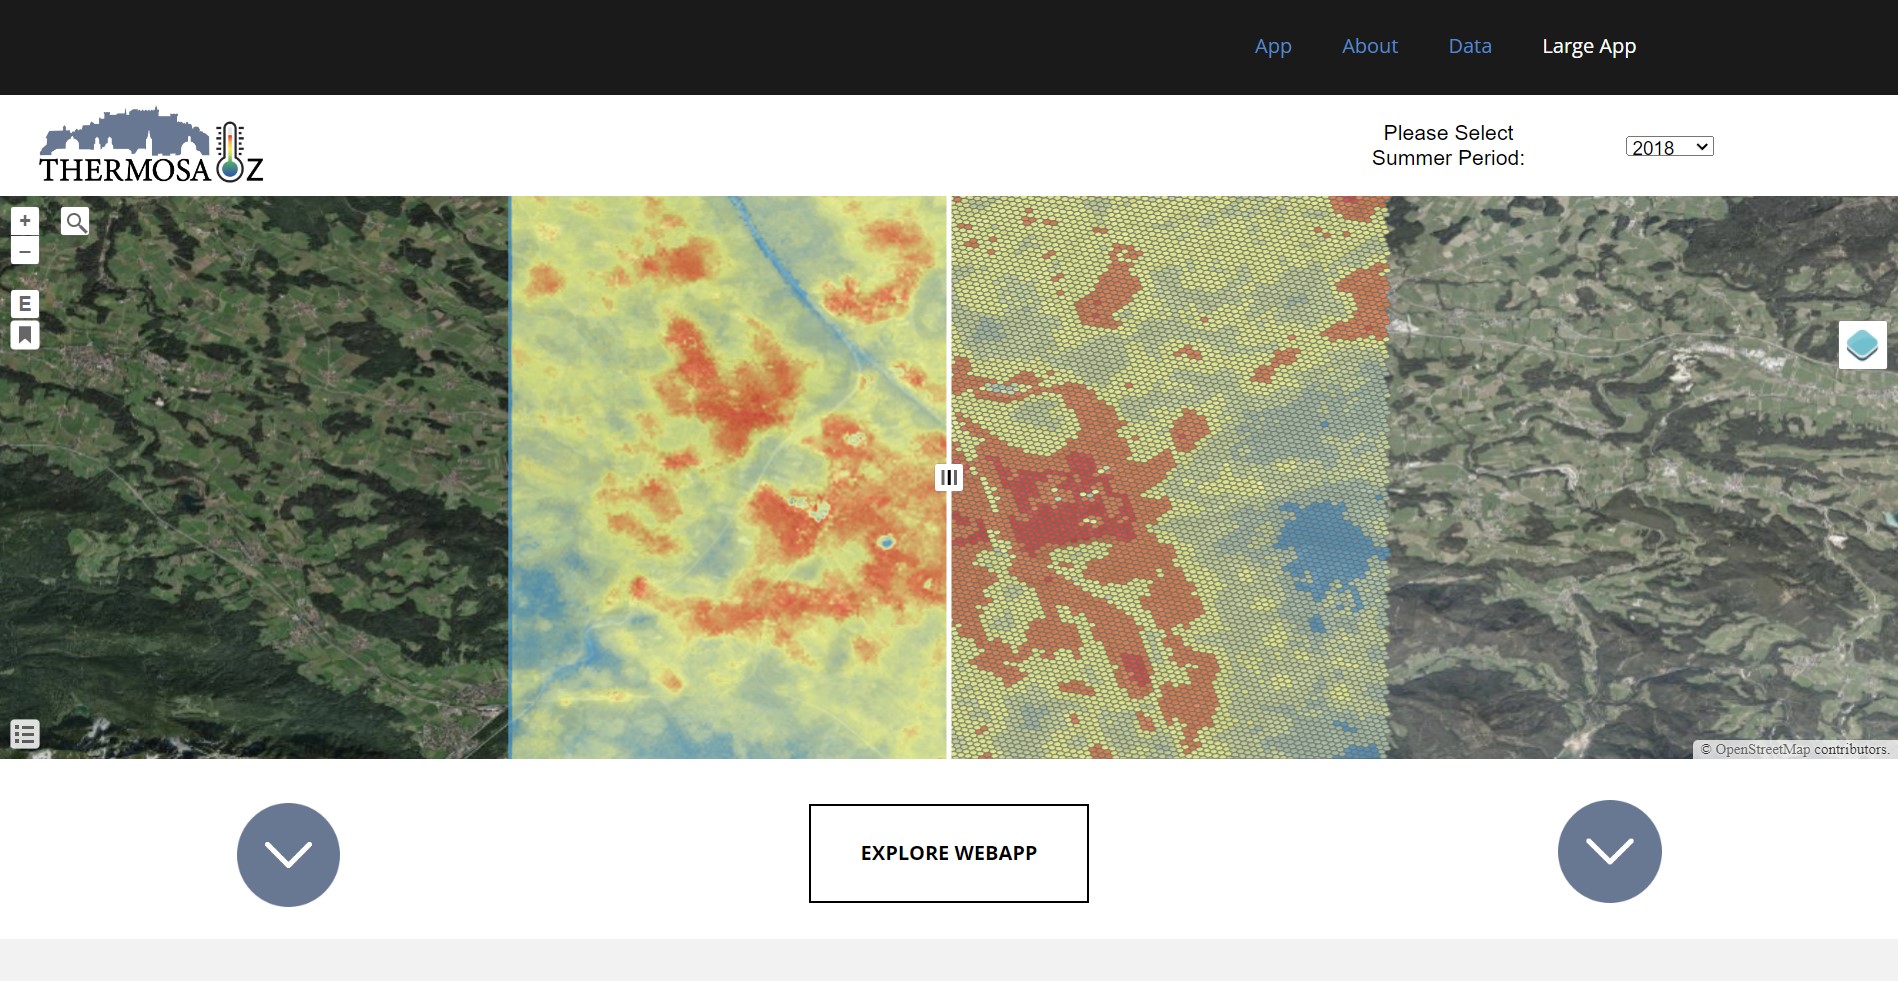 App About Data Large App
THERMOSA Z
Please Select
Summer Period:
2018
+
−
E
© OpenStreetMap contributors.
EXPLORE WEBAPP